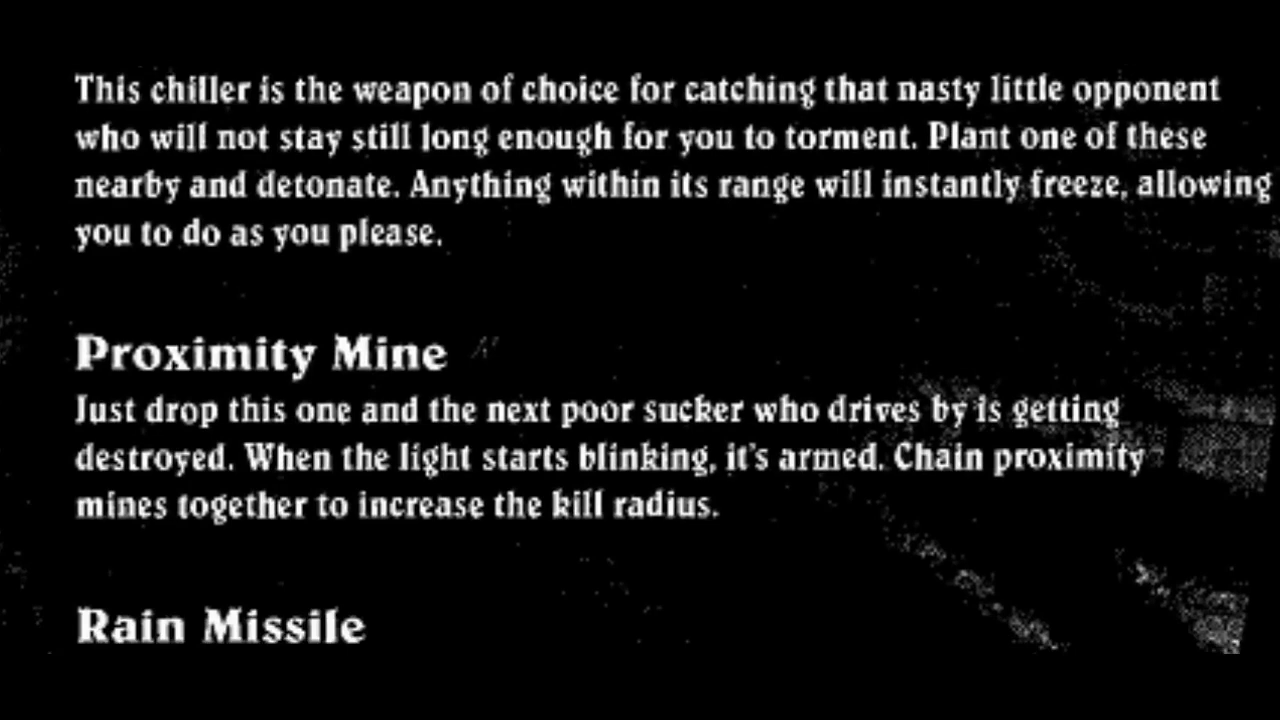 This chiller is the weapon of choice for catching that nasty little opponent
who will not stay still long enough for you to torment. Plant one of these
nearby and detonate. Anything within its range will instantly freeze, allowing
you to do as you please.
Proximity Mine
Just drop this one and the next poor sucker who drives by is getting
destroyed. When the light starts blinking, it's armed. Chain proximity
mines together to increase the kill radius.
Rain Missile